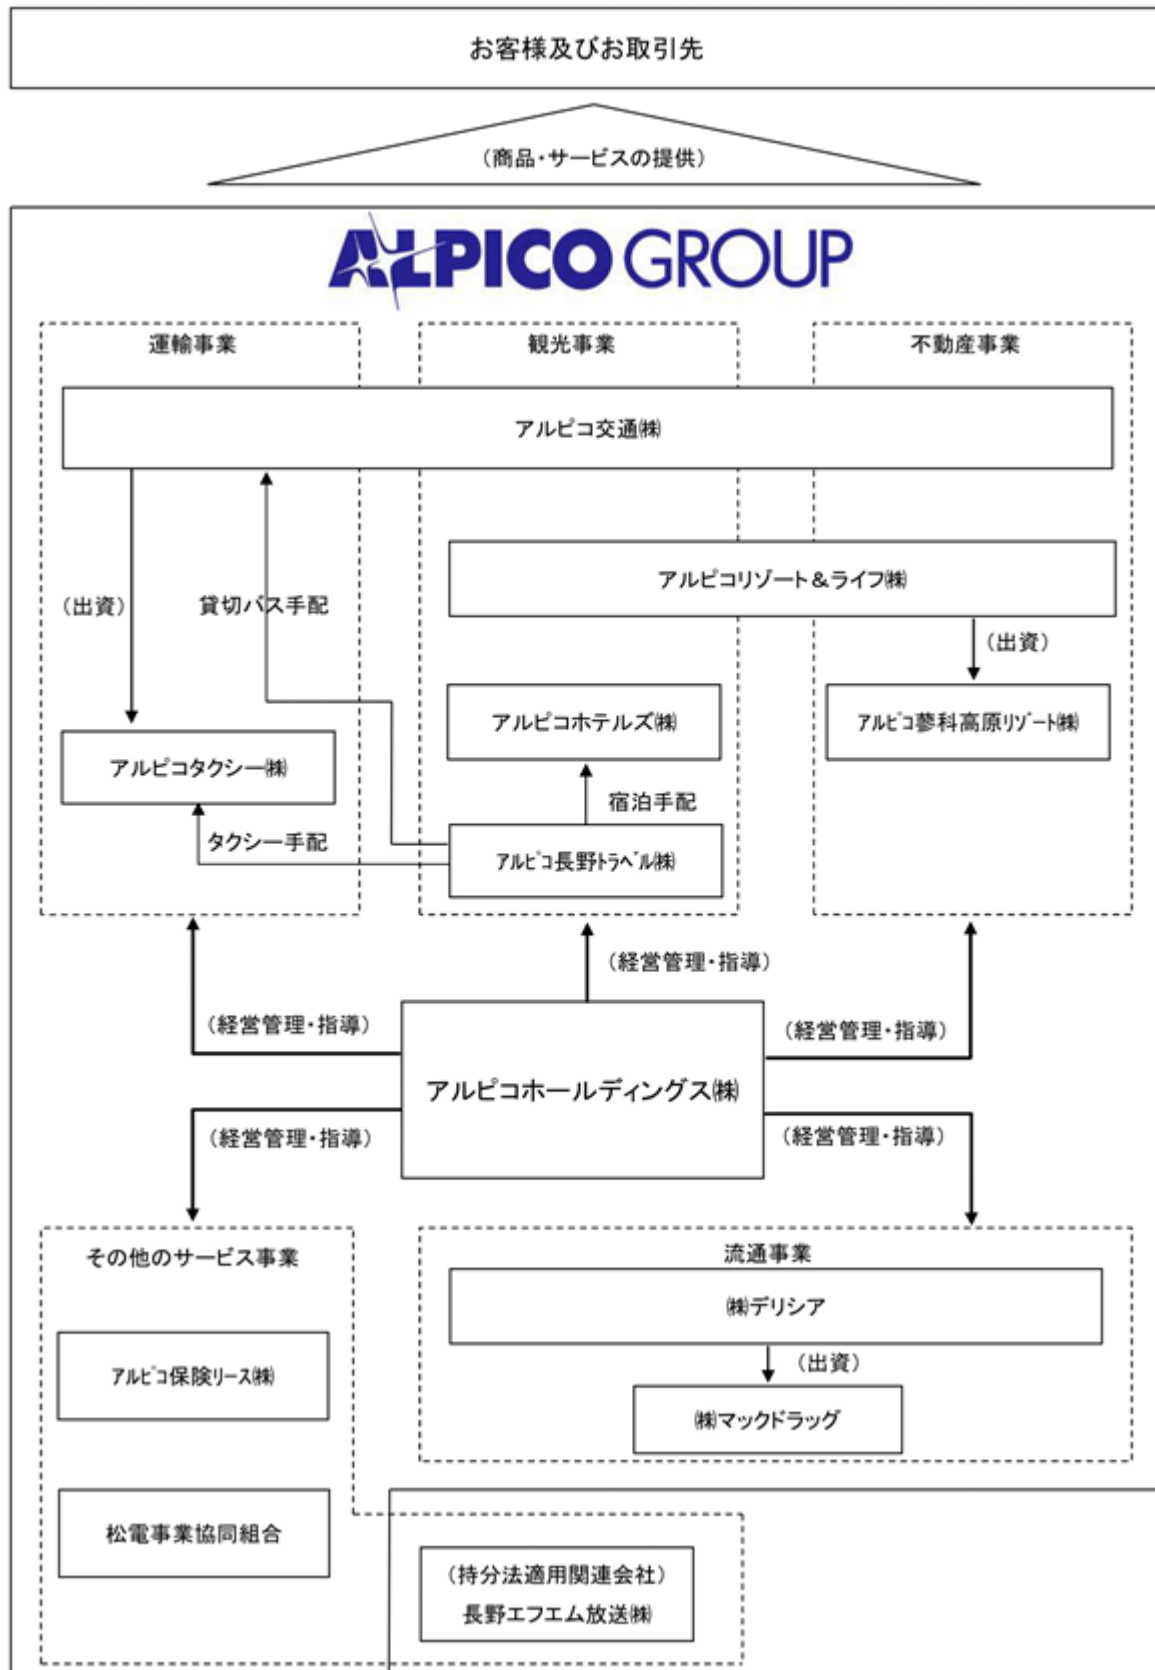 お客様及びお取引先
（商品・サービスの提供）
ALPICO GROUP
運輸事業
観光事業
不動産事業
アルピコ交通㈱
アルピコリゾート＆ライフ㈱
（出資）
貸切バス手配
（出資）
アルピコホテルズ㈱
ｱﾙﾋﾟｺ蓼科高原ﾘｿﾞｰﾄ㈱
アルピコタクシー㈱
宿泊手配
タクシー手配
ｱﾙﾋﾟｺ長野ﾄﾗﾍﾞﾙ㈱
（経営管理・指導）
（経営管理・指導）
（経営管理・指導）
アルピコホールディングス㈱
（経営管理・指導）
（経営管理・指導）
その他のサービス事業
流通事業
㈱デリシア
（出資）
ｱﾙﾋﾟｺ保険リース㈱
㈱マックドラッグ
松電事業協同組合
（持分法適用関連会社）
長野エフエム放送㈱